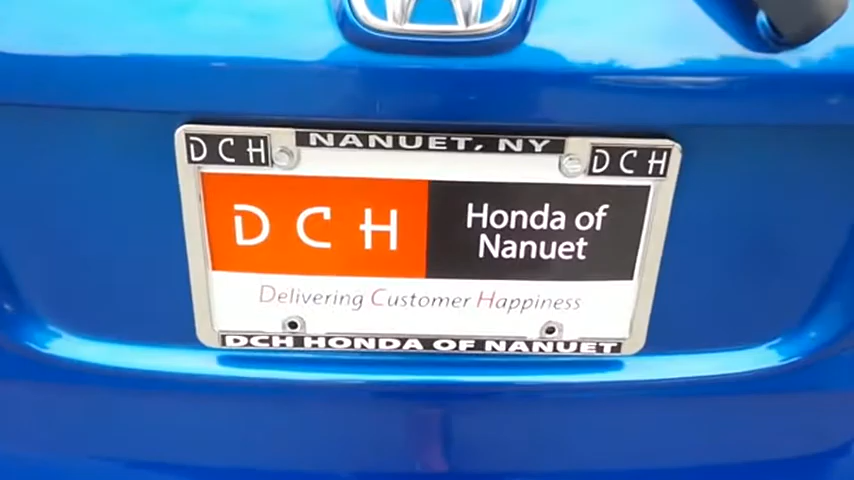 NANUET, NY
DCH
DCH
DCH
Honda of
Nanuet
Delivering Customer Happiness
DCH HONDA OF NANUET